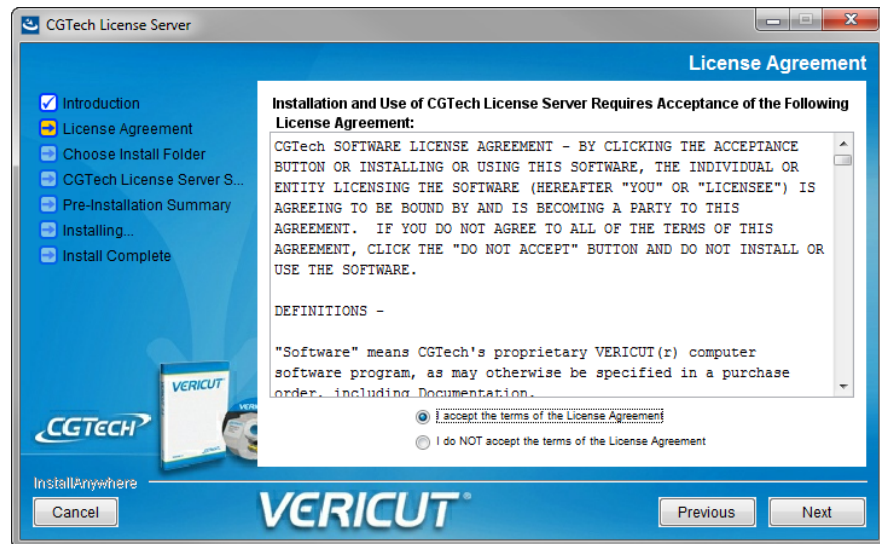 CGTech License Server
License Agreement
Introduction
License Agreement
Choose Install Folder
CGTech License Server S...
Pre-Installation Summary
Installing...
Install Complete
Installation and Use of CGTech License Server Requires Acceptance of the Following
License Agreement:
CGTech SOFTWARE LICENSE AGREEMENT - BY CLICKING THE ACCEPTANCE
BUTTON OR INSTALLING OR USING THIS SOFTWARE, THE INDIVIDUAL OR
ENTITY LICENSING THE SOFTWARE (HEREAFTER "YOU" OR "LICENSEE") IS
AGREEING TO BE BOUND BY AND IS BECOMING A PARTY TO THIS
AGREEMENT.  IF YOU DO NOT AGREE TO ALL OF THE TERMS OF THIS
AGREEMENT, CLICK THE "DO NOT ACCEPT" BUTTON AND DO NOT INSTALL OR
USE THE SOFTWARE.
DEFINITIONS -
"Software" means CGTech's proprietary VERICUT(r) computer
software program, as may otherwise be specified in a purchase
order, including Documentation.
I accept the terms of the License Agreement
I do NOT accept the terms of the License Agreement
VERICUT
CGTECH
InstallAnywhere
Cancel
VERICUT®
Previous
Next